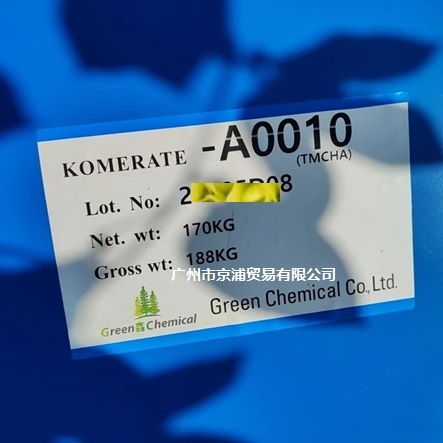 KOMERATE -A0010
(TMCHA)
Lot. No:
Net. wt: 170KG
Gross wt: 188KG
广州市京浦贸易有限公司
Green Chemical
Green Chemical Co., Ltd.